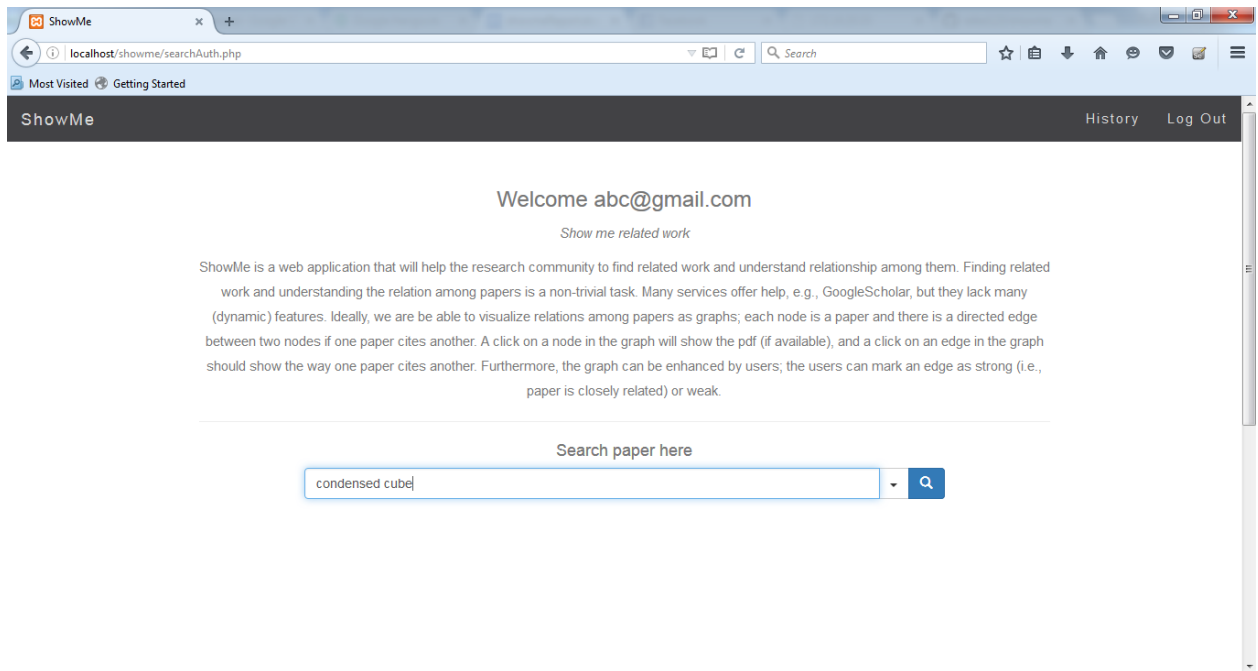 ShowMe
localhost/showme/searchAuth.php
Search
Most Visited Getting Started
ShowMe History Log Out
Welcome abc@gmail.com
Show me related work
ShowMe is a web application that will help the research community to find related work and understand relationship among them. Finding related
work and understanding the relation among papers is a non-trivial task. Many services offer help, e.g., GoogleScholar, but they lack many
(dynamic) features. Ideally, we are be able to visualize relations among papers as graphs; each node is a paper and there is a directed edge
between two nodes if one paper cites another. A click on a node in the graph will show the pdf (if available), and a click on an edge in the graph
should show the way one paper cites another. Furthermore, the graph can be enhanced by users; the users can mark an edge as strong (i.e.,
paper is closely related) or weak.
Search paper here
condensed cube